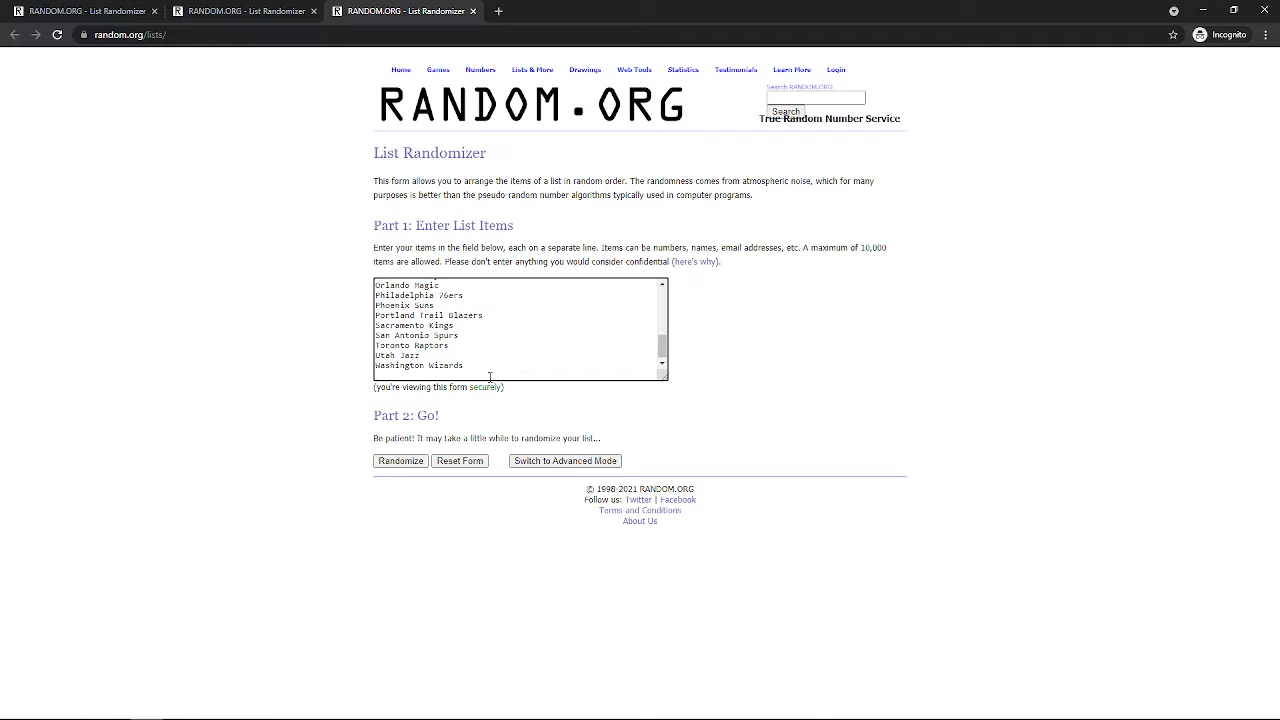 RANDOM.ORG - List Randomizer
RANDOM.ORG - List Randomizer
RANDOM.ORG - List Randomizer
random.org/lists/
Incognito
Home Games Numbers Lists & More Drawings Web Tools Statistics Testimonials Learn More Login
RANDOM.ORG
Search RANDOM.ORG
Search
True Random Number Service
List Randomizer
This form allows you to arrange the items of a list in random order. The randomness comes from atmospheric noise, which for many
purposes is better than the pseudo-random number algorithms typically used in computer programs.
Part 1: Enter List Items
Enter your items in the field below, each on a separate line. Items can be numbers, names, email addresses, etc. A maximum of 10,000
items are allowed. Please don't enter anything you would consider confidential (here's why).
Orlando Magic
Philadelphia 76ers
Phoenix Suns
Portland Trail Blazers
Sacramento Kings
San Antonio Spurs
Toronto Raptors
Utah Jazz
Washington Wizards
(you're viewing this form securely)
Part 2: Go!
Be patient! It may take a little while to randomize your list...
Randomize Reset Form Switch to Advanced Mode
© 1998-2021 RANDOM.ORG
Follow us: Twitter | Facebook
Terms and Conditions
About Us